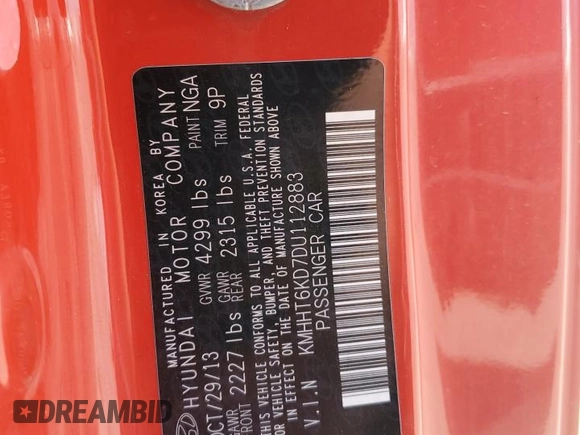 MANUFACTURED IN KOREA BY
HYUNDAI MOTOR COMPANY
OCT/29/13 GVWR 4299 lbs PAINT NGA
GAWR FRONT 2227 lbs GAWR REAR 2315 lbs TRIM 9P
THIS VEHICLE CONFORMS TO ALL APPLICABLE U.S.A. FEDERAL
MOTOR VEHICLE SAFETY, BUMPER, AND THEFT PREVENTION STANDARDS
IN EFFECT ON THE DATE OF MANUFACTURE SHOWN ABOVE
V.I.N KMHHT6KD7DU112883
PASSENGER CAR
DREAMBID